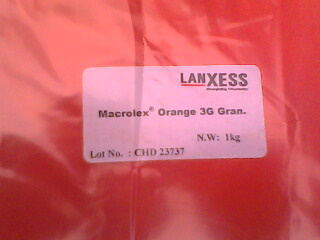 LANXESS
Energizing Chemistry
Macrolex® Orange 3G Gran.
N.W: 1kg
Lot No. : CHD 23737